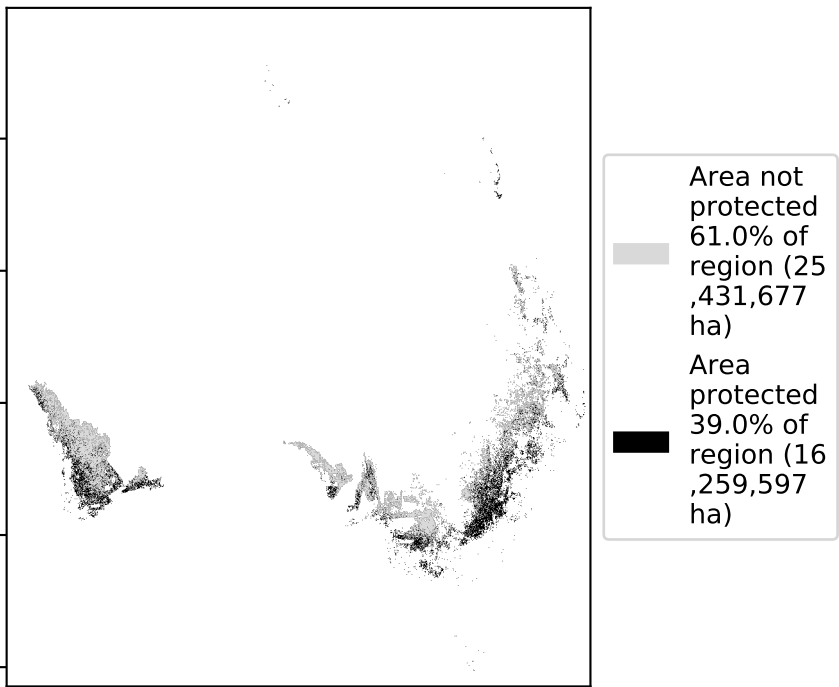 Area not
protected
61.0% of
region (25
,431,677
ha)
Area
protected
39.0% of
region (16
,259,597
ha)